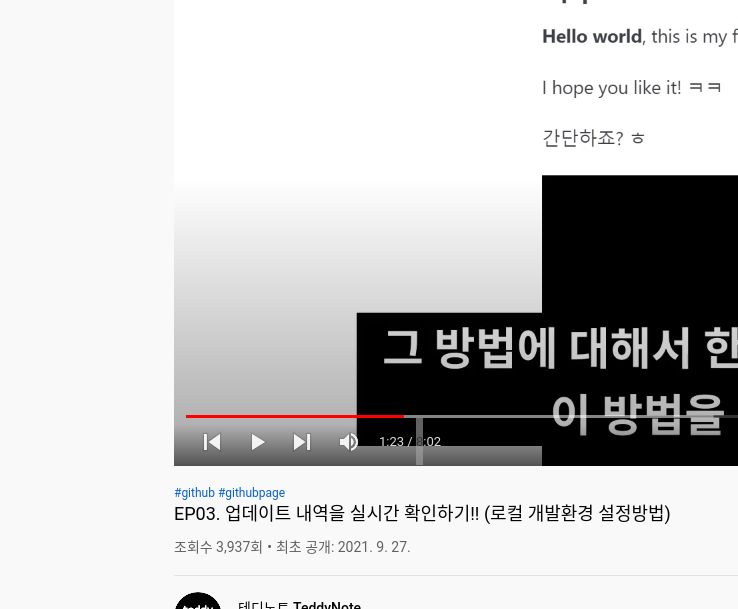 Hello world, this is my f
I hope you like it! ㅋㅋ
간단하죠? ㅎ
그 방법에 대해서 한
이 방법을
1:23 / 8:02
#github #githubpage
EP03. 업데이트 내역을 실시간 확인하기!! (로컬 개발환경 설정방법)
조회수 3,937회 • 최초 공개: 2021. 9. 27.
teddy
테디노트 TeddyNote